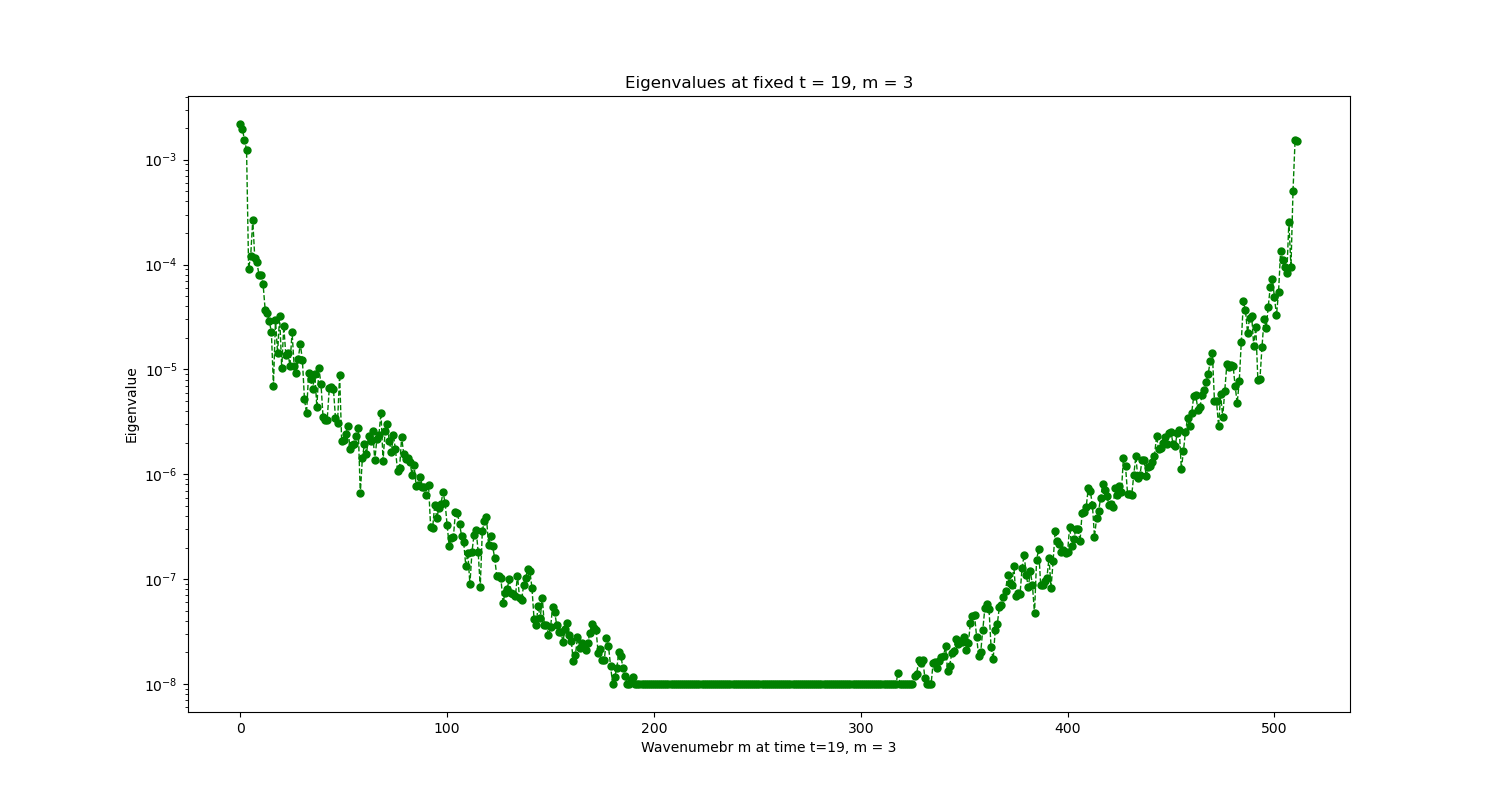 Eigenvalues at fixed t = 19, m = 3
10⁻³
10⁻⁴
10⁻⁵
10⁻⁶
10⁻⁷
10⁻⁸
Eigenvalue
0 100 200 300 400 500
Wavenumebr m at time t=19, m = 3